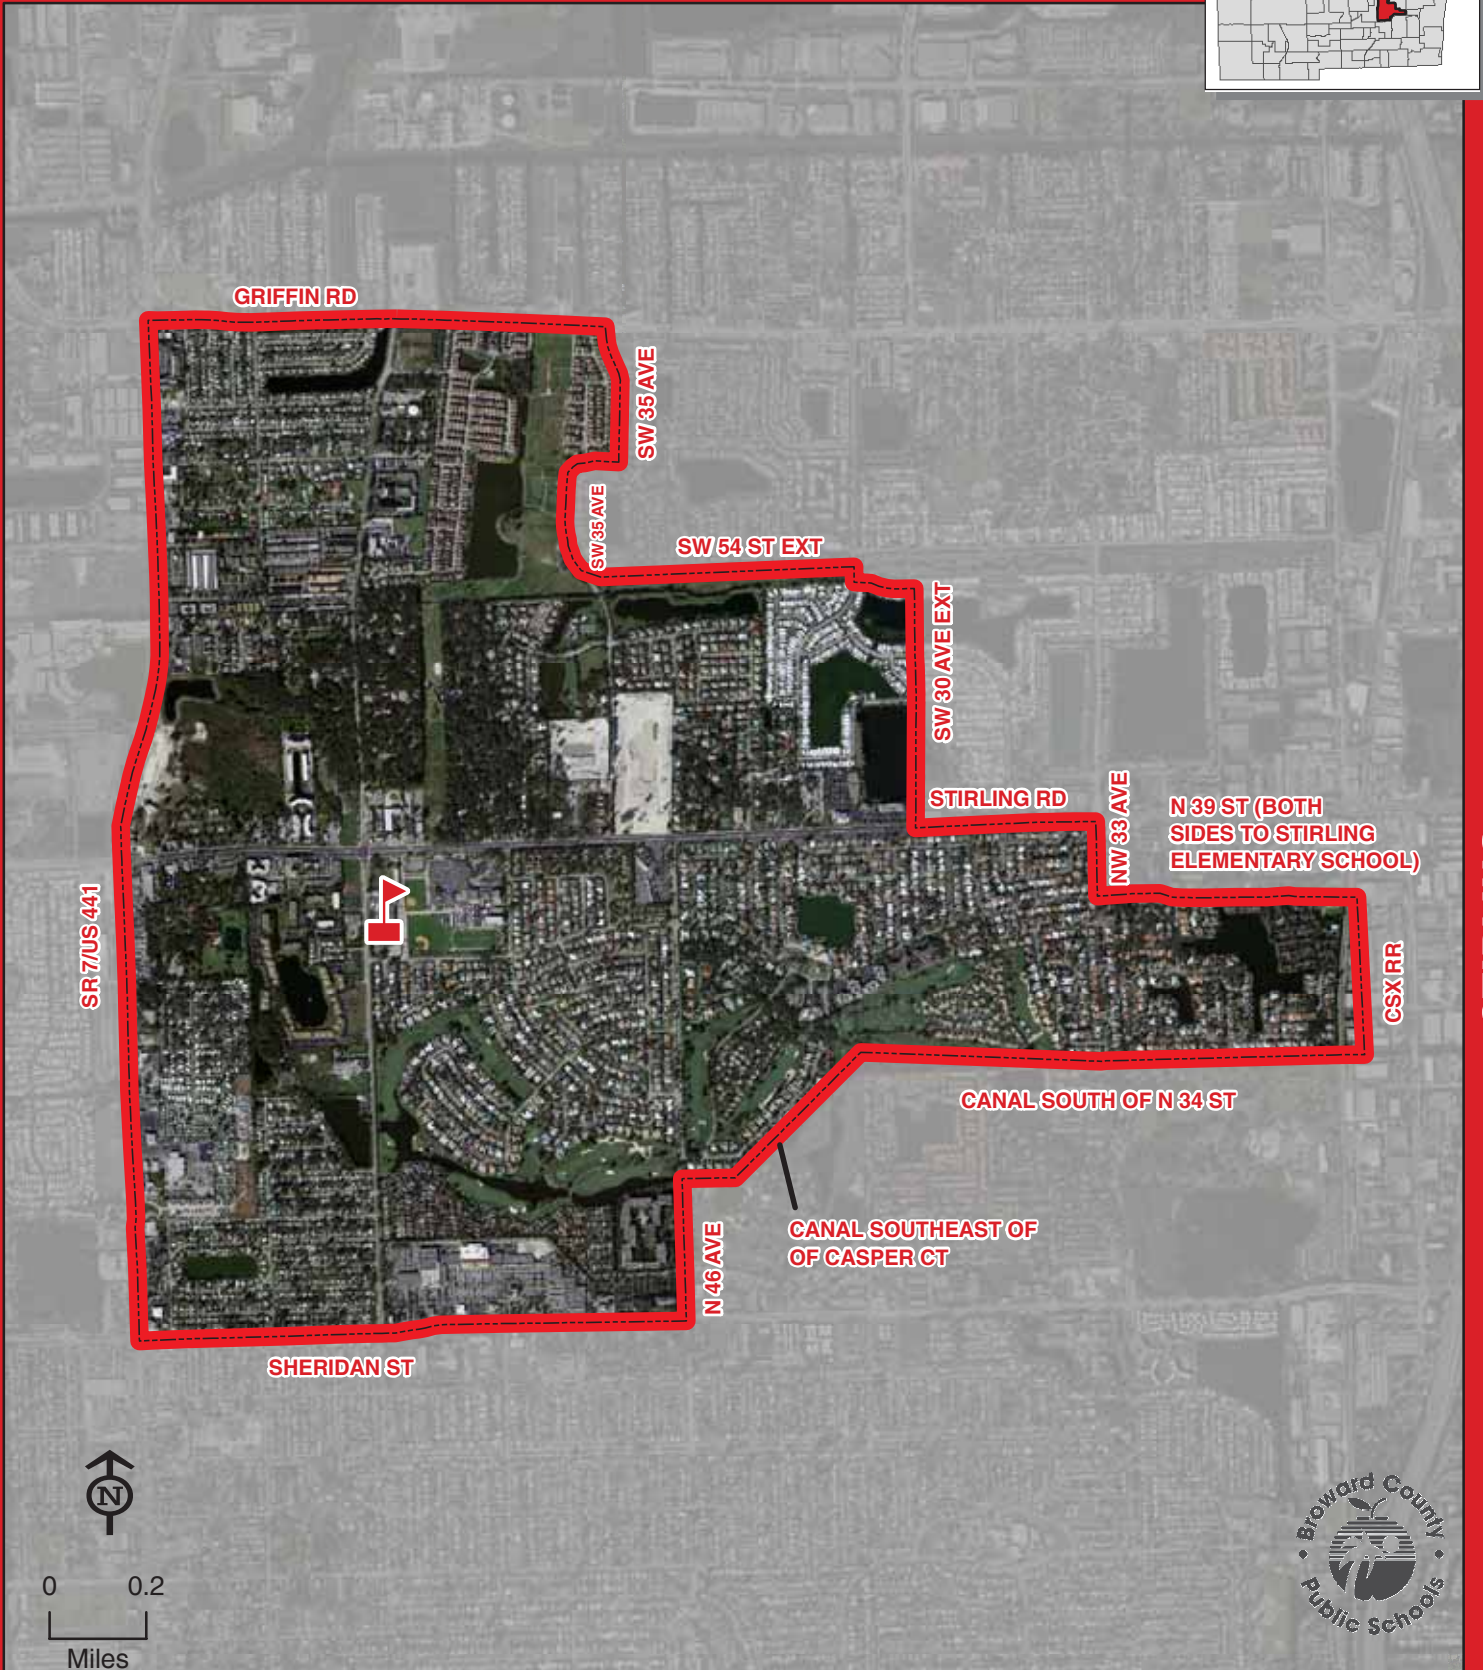 GRIFFIN RD
SW 35 AVE
SW 35 AVE
SW 54 ST EXT
SW 30 AVE EXT
STIRLING RD
NW 33 AVE
N 39 ST (BOTH
SIDES TO STIRLING
ELEMENTARY SCHOOL)
SR 7/US 441
CSX RR
CANAL SOUTH OF N 34 ST
CANAL SOUTHEAST OF
OF CASPER CT
N 46 AVE
SHERIDAN ST
N
0 0.2
Miles
Broward County
Public Schools